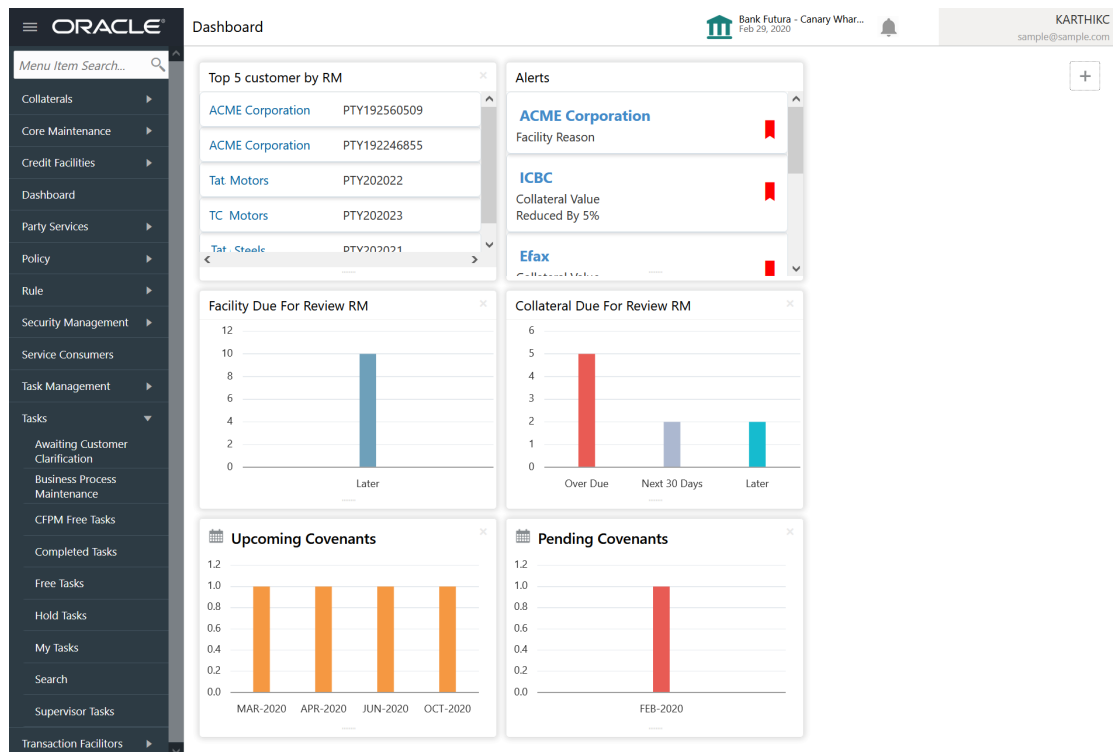 ORACLE
Dashboard
Bank Futura - Canary Whar...
Feb 29, 2020
KARTHIKC
sample@sample.com
Menu Item Search...
Collaterals
Core Maintenance
Credit Facilities
Dashboard
Party Services
Policy
Rule
Security Management
Service Consumers
Task Management
Tasks
Awaiting Customer
Clarification
Business Process
Maintenance
CFPM Free Tasks
Completed Tasks
Free Tasks
Hold Tasks
My Tasks
Search
Supervisor Tasks
Transaction Facilitors
Top 5 customer by RM
ACME Corporation PTY192560509
ACME Corporation PTY192246855
Tat Motors PTY202022
TC Motors PTY202023
Tat Steels PTY202021
Alerts
ACME Corporation
Facility Reason
ICBC
Collateral Value
Reduced By 5%
Efax
Collateral Value
Facility Due For Review RM
12
10
8
6
4
2
0
Later
Collateral Due For Review RM
6
5
4
3
2
1
0
Over Due Next 30 Days Later
Upcoming Covenants
1.2
1.0
0.8
0.6
0.4
0.2
0.0
MAR-2020 APR-2020 JUN-2020 OCT-2020
Pending Covenants
1.2
1.0
0.8
0.6
0.4
0.2
0.0
FEB-2020